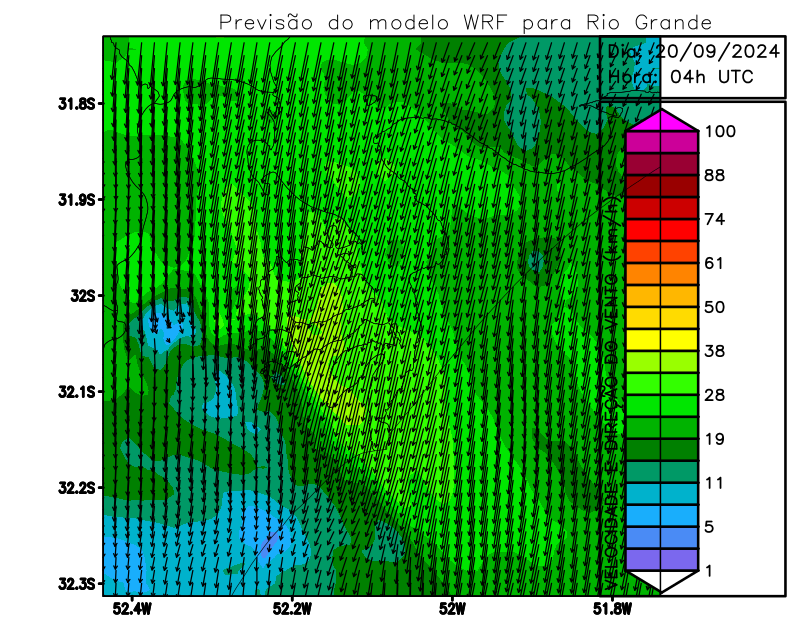 Previsão do modelo WRF para Rio Grande
Dia: 20/09/2024
Hora: 04h UTC
31.8S
31.9S
32S
32.1S
32.2S
32.3S
52.4W
52.2W
52W
51.8W
VELOCIDADE E DIREÇÃO DO VENTO (km/h)
100
88
74
61
50
38
28
19
11
5
1